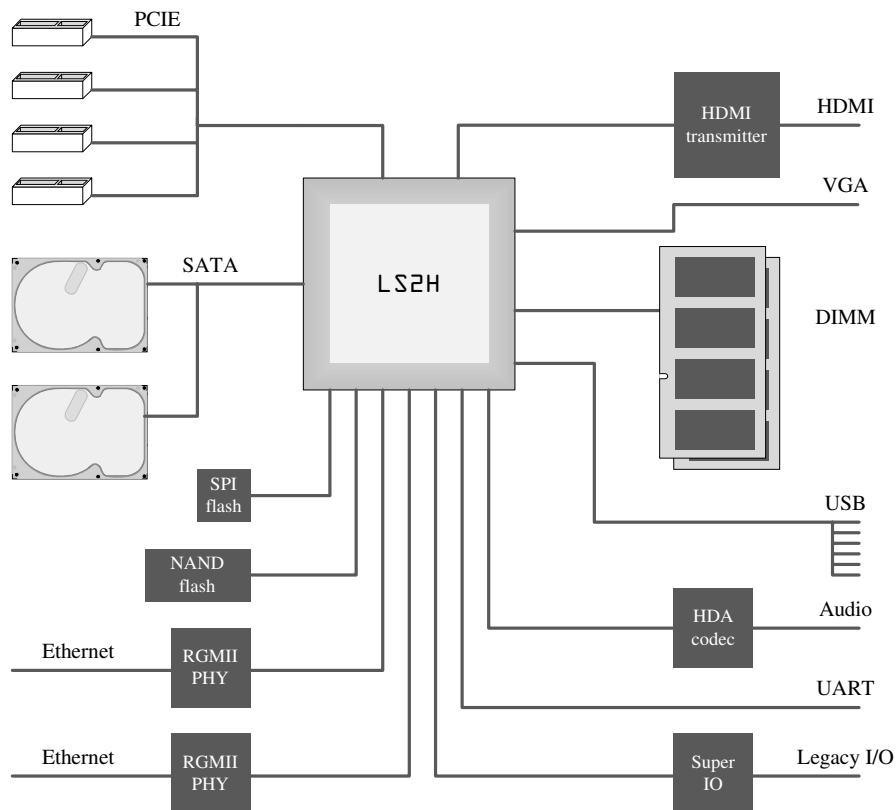 PCIE
HDMI
transmitter
HDMI
VGA
SATA
LS2H
DIMM
SPI
flash
USB
NAND
flash
HDA
codec
Audio
Ethernet
RGMII
PHY
UART
Ethernet
RGMII
PHY
Super
IO
Legacy I/O